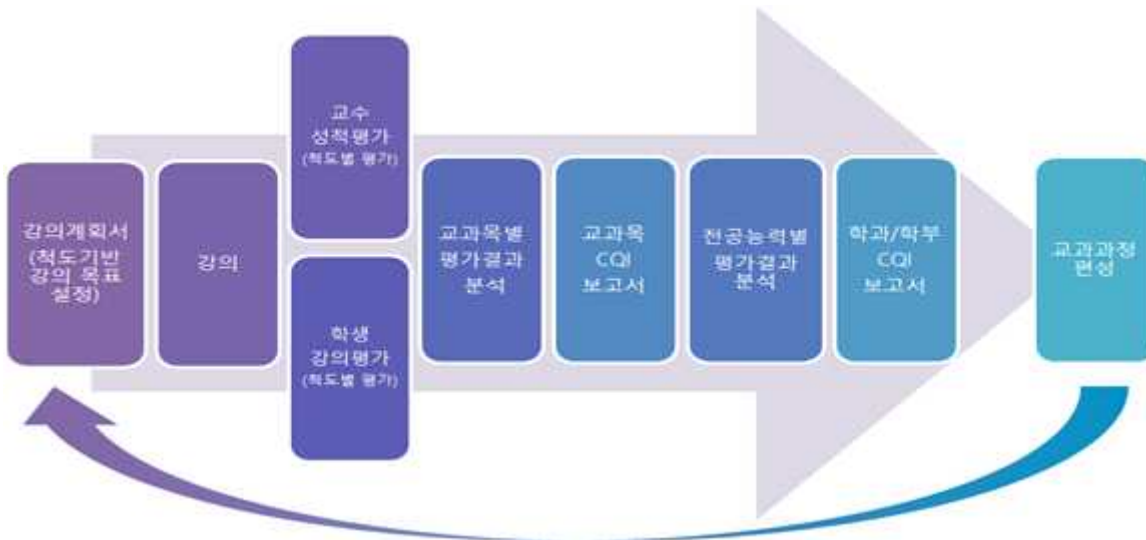 강의계획서
(척도기반
강의 목표
설정)
강의
교수
성적평가
(척도별 평가)
학생
강의평가
(척도별 평가)
교과목별
평가결과
분석
교과목
CQI
보고서
전공능력별
평가결과
분석
학과/학부
CQI
보고서
교과과정
편성